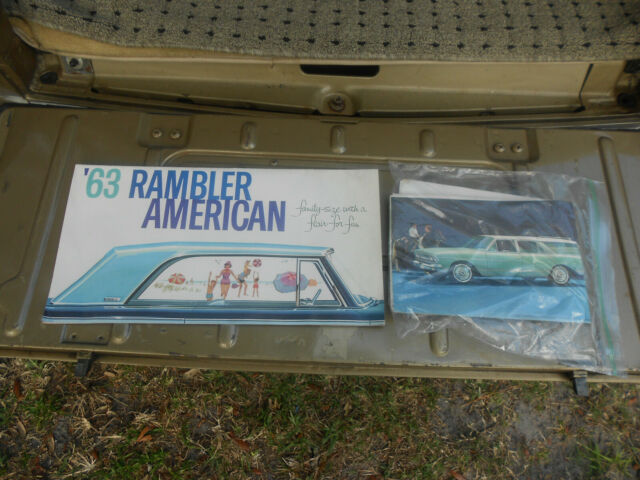 '63 RAMBLER
AMERICAN
family-size with a
flair-for-fun